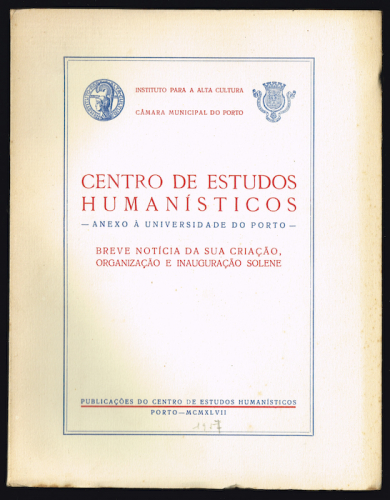 INSTITUTO PARA A ALTA CULTURA
CÂMARA MUNICIPAL DO PORTO
CENTRO DE ESTUDOS
HUMANÍSTICOS
— ANEXO À UNIVERSIDADE DO PORTO —
BREVE NOTÍCIA DA SUA CRIAÇÃO,
ORGANIZAÇÃO E INAUGURAÇÃO SOLENE
PUBLICAÇÕES DO CENTRO DE ESTUDOS HUMANÍSTICOS
PORTO—MCMXLVII